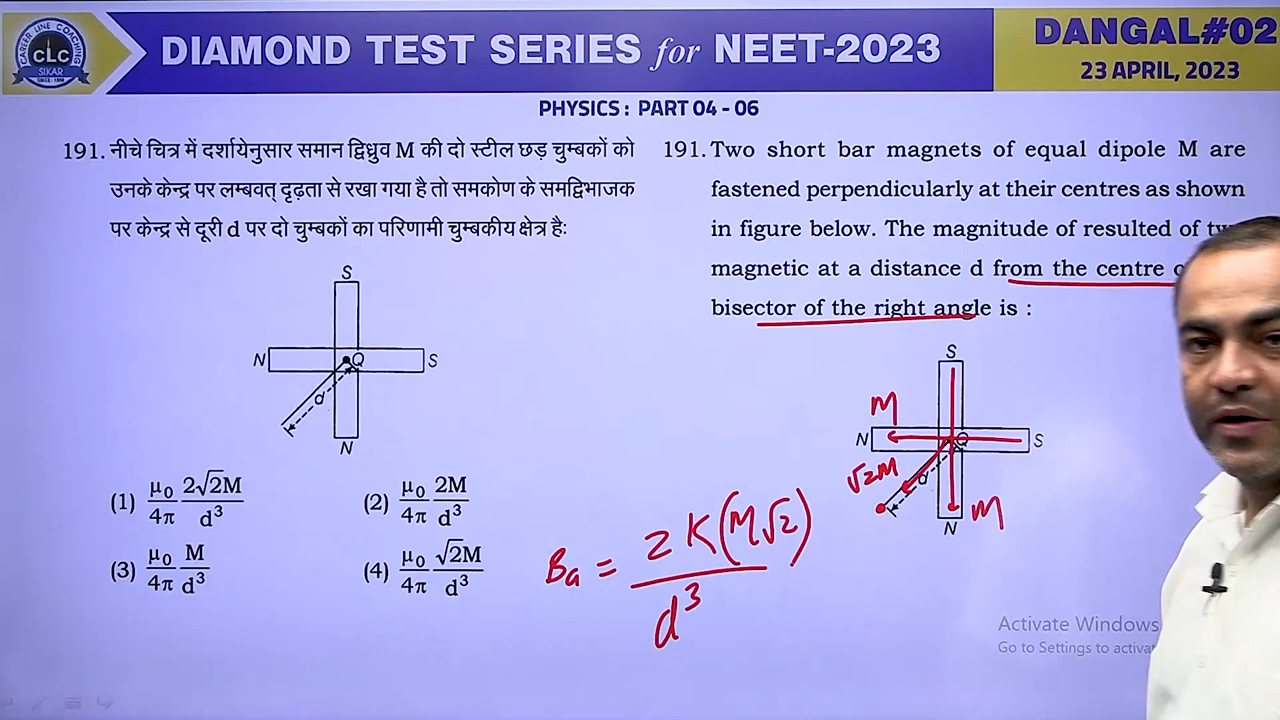 CAREER LINE COACHING
CLC
SIKAR
SINCE : 1996
DIAMOND TEST SERIES for NEET-2023
DANGAL#02
23 APRIL, 2023
PHYSICS : PART 04 - 06
191. नीचे चित्र में दर्शायेनुसार समान द्विध्रुव M की दो स्टील छड़ चुम्बकों को
उनके केन्द्र पर लम्बवत् दृढ़ता से रखा गया है तो समकोण के समद्विभाजक
पर केन्द्र से दूरी d पर दो चुम्बकों का परिणामी चुम्बकीय क्षेत्र है:
S
N Q S
d
N
(1) μ₀/4π 2√2M/d³ (2) μ₀/4π 2M/d³
(3) μ₀/4π M/d³ (4) μ₀/4π √2M/d³
191. Two short bar magnets of equal dipole M are
fastened perpendicularly at their centres as shown
in figure below. The magnitude of resulted of
magnetic at a distance d from the centre
bisector of the right angle is :
S
M
N Q S
√2M d
N M
Ba = 2K(M√2)/d³
Activate Windows
Go to Settings to